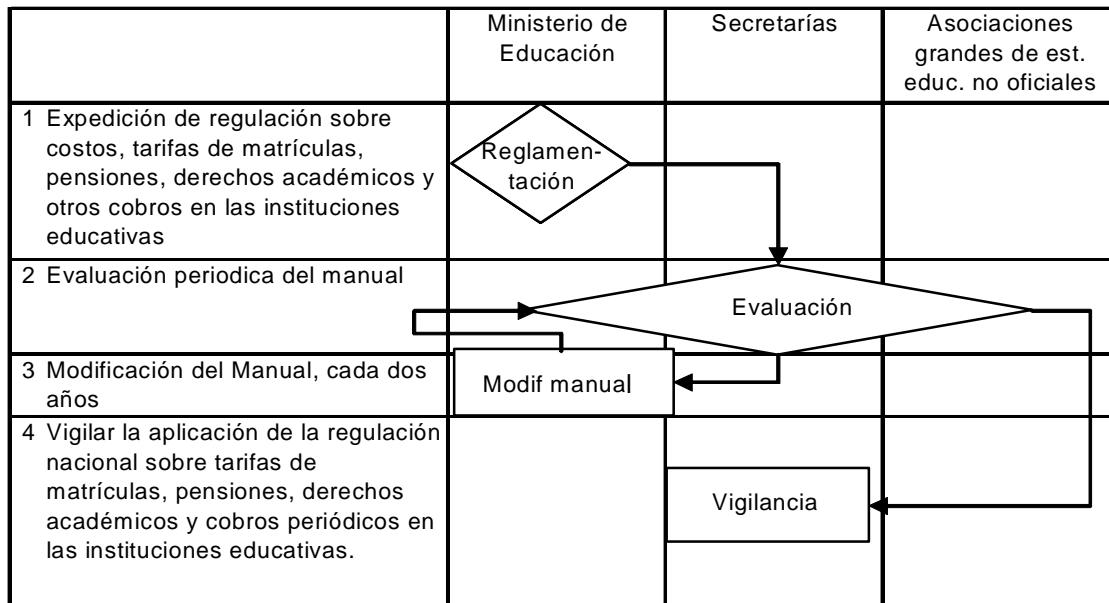 Ministerio de
Educación
Secretarías
Asociaciones
grandes de est.
educ. no oficiales
1 Expedición de regulación sobre
costos, tarifas de matrículas,
pensiones, derechos académicos y
otros cobros en las instituciones
educativas
Reglamen-
tación
2 Evaluación periodica del manual
Evaluación
3 Modificación del Manual, cada dos
años
Modif manual
4 Vigilar la aplicación de la regulación
nacional sobre tarifas de
matrículas, pensiones, derechos
académicos y cobros periódicos en
las instituciones educativas.
Vigilancia